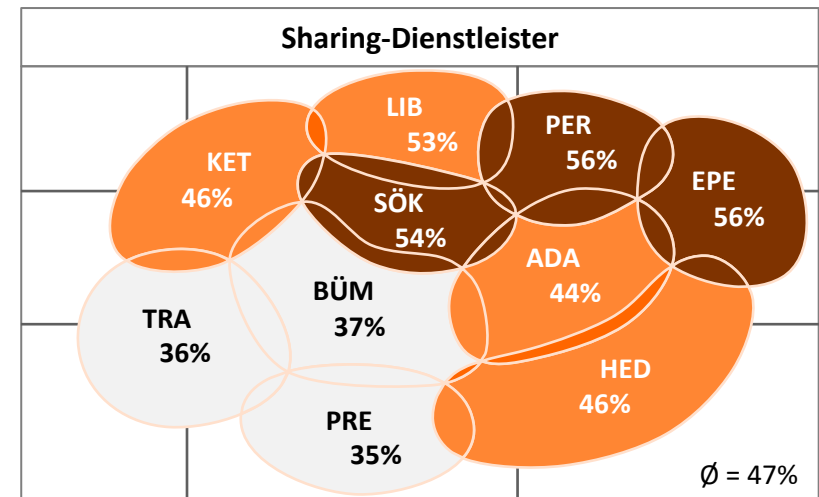 Sharing-Dienstleister
LIB
53%
PER
56%
KET
46%
EPE
56%
SÖK
54%
ADA
44%
BÜM
37%
TRA
36%
HED
46%
PRE
35%
Ø = 47%